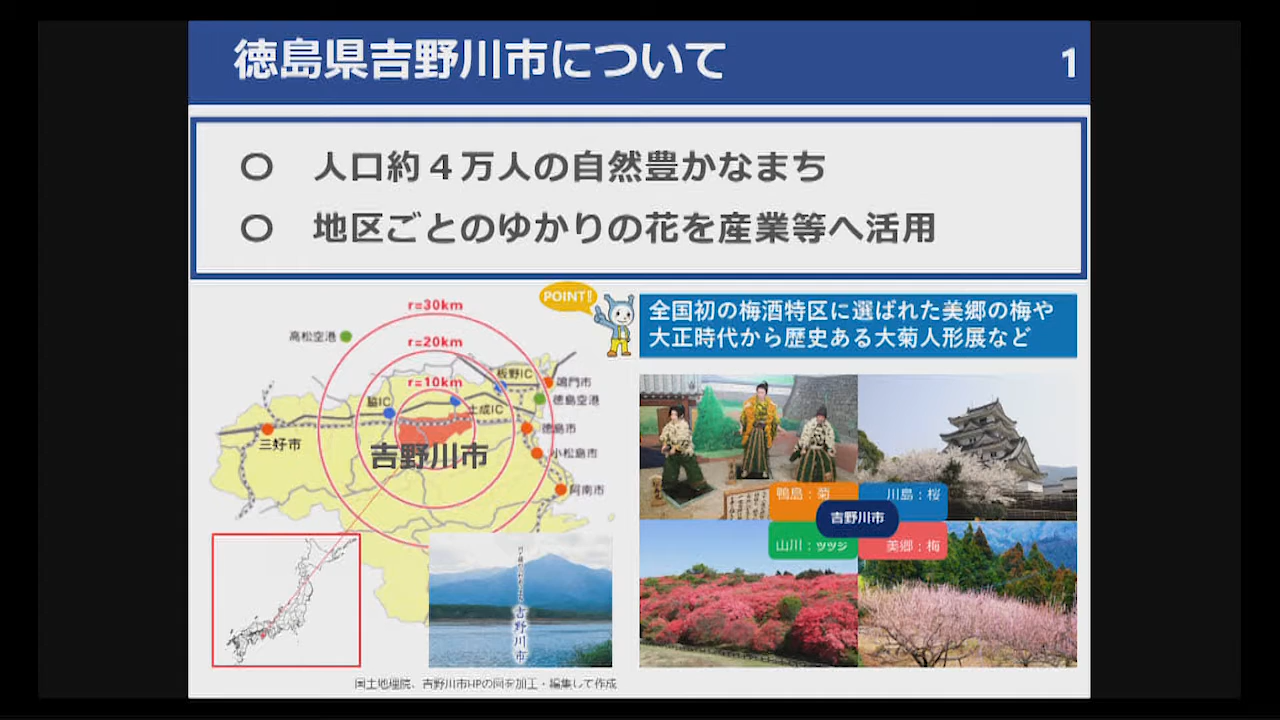 徳島県吉野川市について
1
〇 人口約４万人の自然豊かなまち
〇 地区ごとのゆかりの花を産業等へ活用
r=30km
r=20km
r=10km
高松空港
POINT!!
板野IC
鳴門市
徳島空港
脇IC
土成IC
徳島市
三好市
小松島市
吉野川市
阿南市
吉野川市
国土地理院、吉野川市HPの図を加工・編集して作成
全国初の梅酒特区に選ばれた美郷の梅や
大正時代から歴史ある大菊人形展など
鴨島：菊
川島：桜
吉野川市
山川：ツツジ
美郷：梅